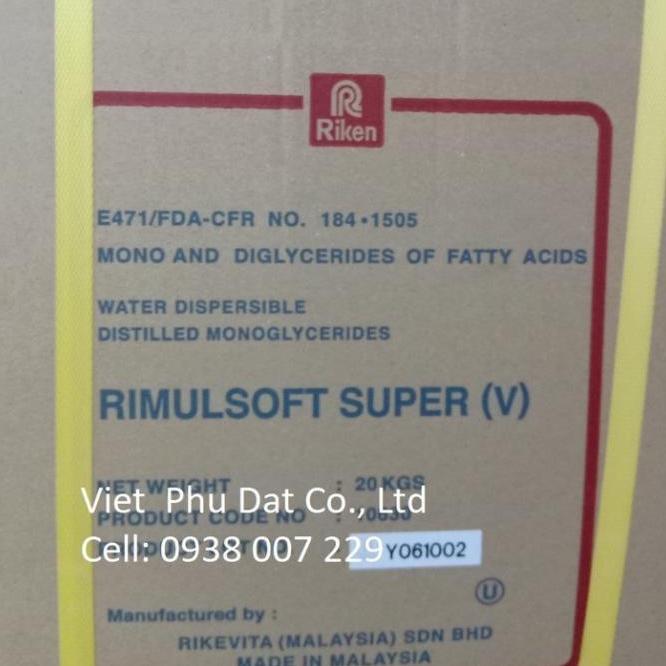 Riken
E471/FDA-CFR NO. 184•1505
MONO AND DIGLYCERIDES OF FATTY ACIDS
WATER DISPERSIBLE
DISTILLED MONOGLYCERIDES
RIMULSOFT SUPER (V)
NET WEIGHT : 20 KGS
Viet Phu Dat Co., Ltd
PRODUCT CODE NO :
Cell: 0938 007 229
Y061002
U
Manufactured by :
RIKEVITA (MALAYSIA) SDN BHD
MADE IN MALAYSIA